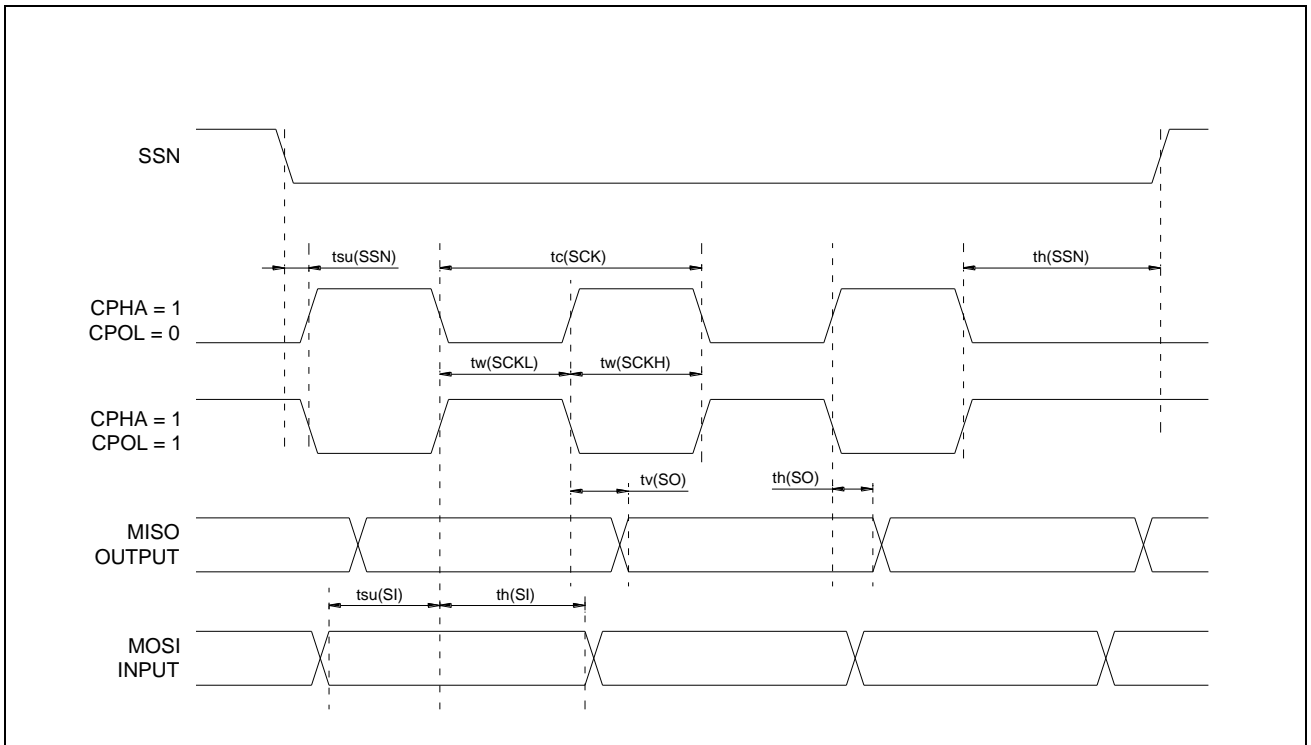 SSN
tsu(SSN)
tc(SCK)
th(SSN)
CPHA = 1
CPOL = 0
tw(SCKL)
tw(SCKH)
CPHA = 1
CPOL = 1
tv(SO)
th(SO)
MISO
OUTPUT
tsu(SI)
th(SI)
MOSI
INPUT